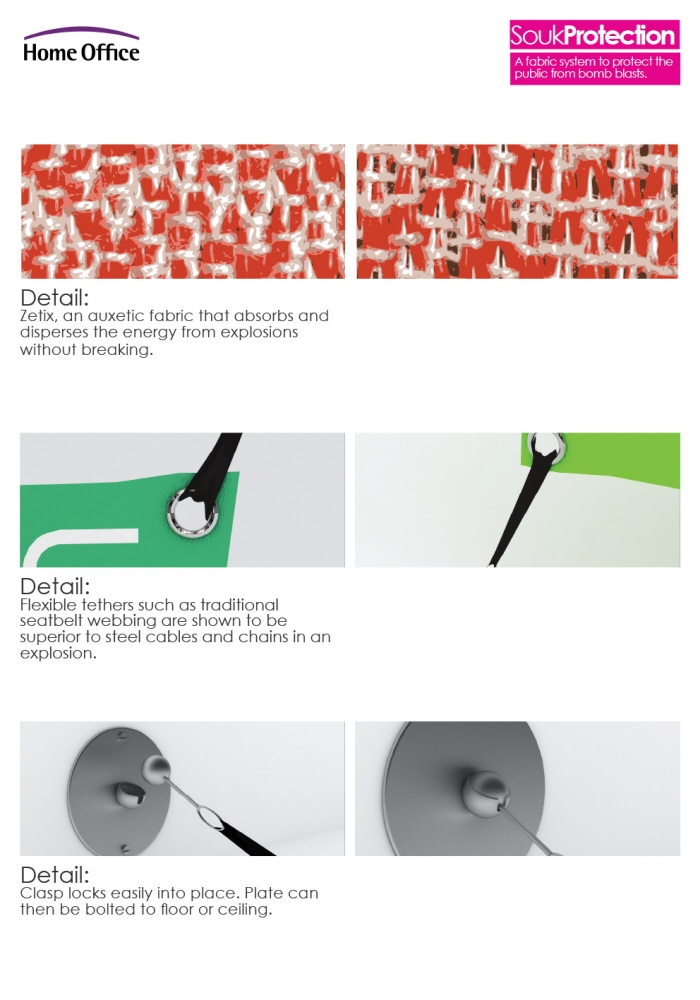 Home Office
SoukProtection
A fabric system to protect the
public from bomb blasts.
Detail:
Zetix, an auxetic fabric that absorbs and
disperses the energy from explosions
without breaking.
Detail:
Flexible tethers such as traditional
seatbelt webbing are shown to be
superior to steel cables and chains in an
explosion.
Detail:
Clasp locks easily into place. Plate can
then be bolted to floor or ceiling.